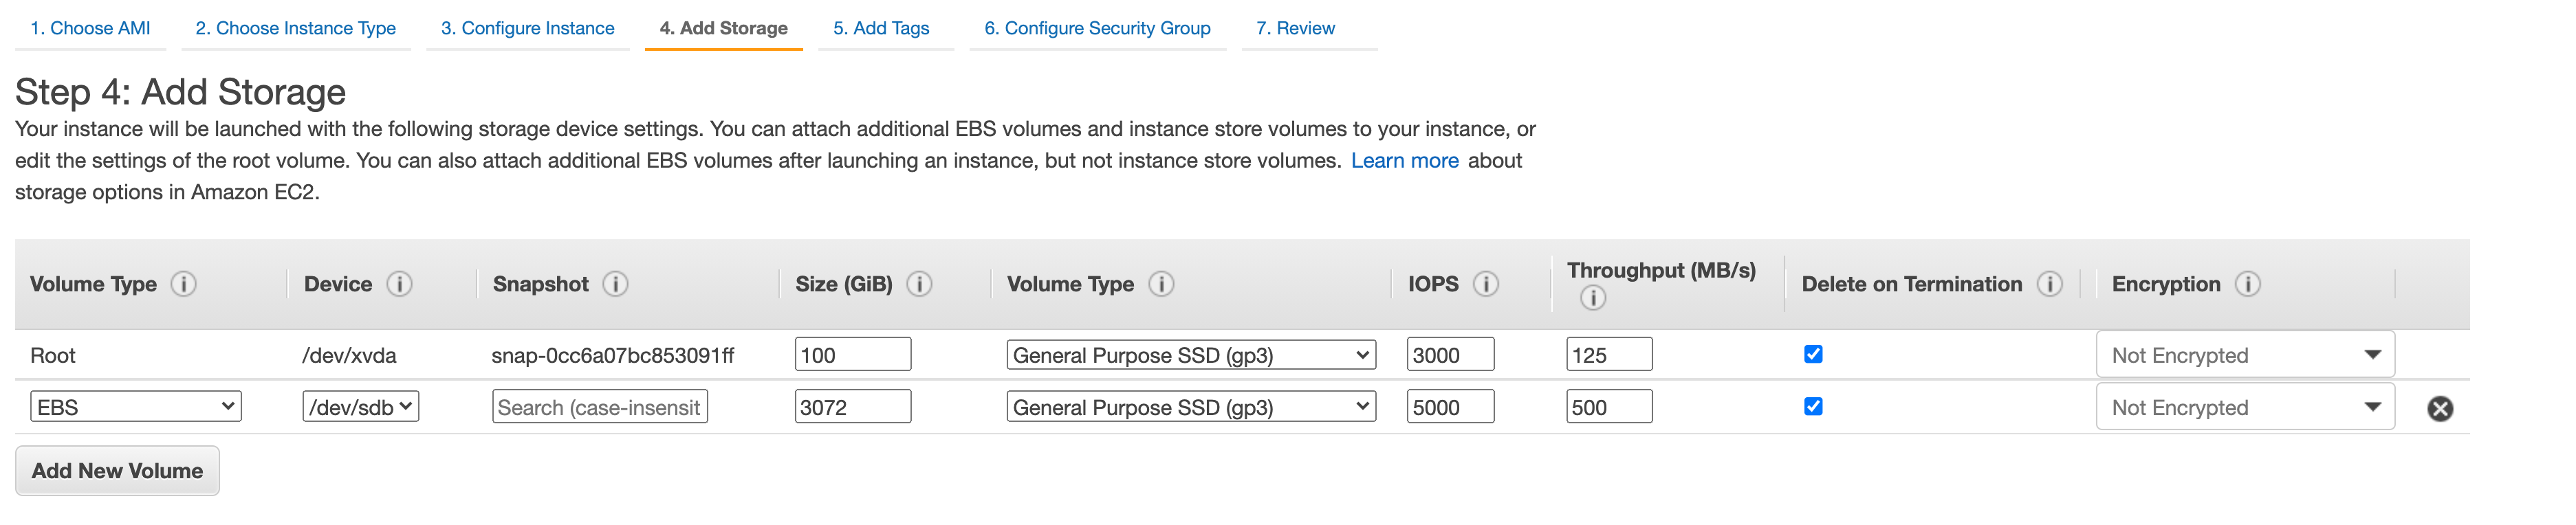 1. Choose AMI 2. Choose Instance Type 3. Configure Instance 4. Add Storage 5. Add Tags 6. Configure Security Group 7. Review
Step 4: Add Storage
Your instance will be launched with the following storage device settings. You can attach additional EBS volumes and instance store volumes to your instance, or
edit the settings of the root volume. You can also attach additional EBS volumes after launching an instance, but not instance store volumes. Learn more about
storage options in Amazon EC2.
Volume Type i Device i Snapshot i Size (GiB) i Volume Type i IOPS i Throughput (MB/s) i Delete on Termination i Encryption i
Root /dev/xvda snap-0cc6a07bc853091ff 100 General Purpose SSD (gp3) 3000 125 Not Encrypted
EBS /dev/sdb Search (case-insensit 3072 General Purpose SSD (gp3) 5000 500 Not Encrypted
Add New Volume